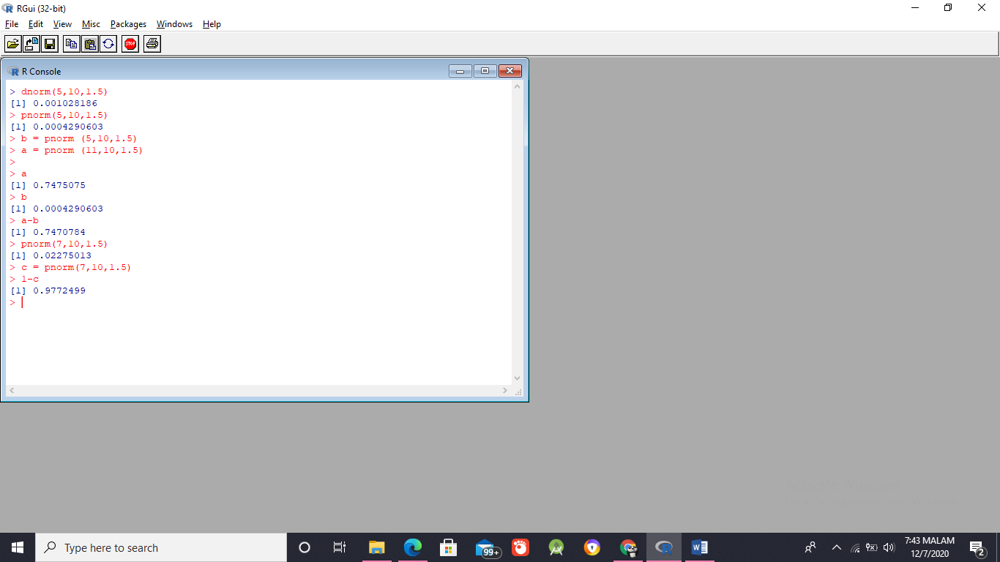 RGui (32-bit)
File Edit View Misc Packages Windows Help
STOP
R Console
> dnorm(5,10,1.5)
[1] 0.001028186
> pnorm(5,10,1.5)
[1] 0.0004290603
> b = pnorm (5,10,1.5)
> a = pnorm (11,10,1.5)
>
> a
[1] 0.7475075
> b
[1] 0.0004290603
> a-b
[1] 0.7470784
> pnorm(7,10,1.5)
[1] 0.02275013
> c = pnorm(7,10,1.5)
> 1-c
[1] 0.9772499
>
Type here to search
99+
7:43 MALAM
12/7/2020
2